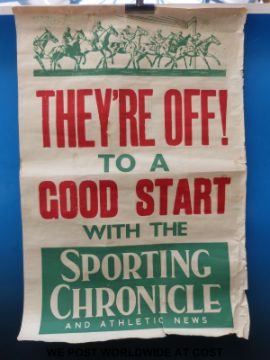 THEY'RE OFF!
TO A
GOOD START
WITH THE
SPORTING
CHRONICLE
AND ATHLETIC NEWS
WE POST WORLDWIDE AT COST